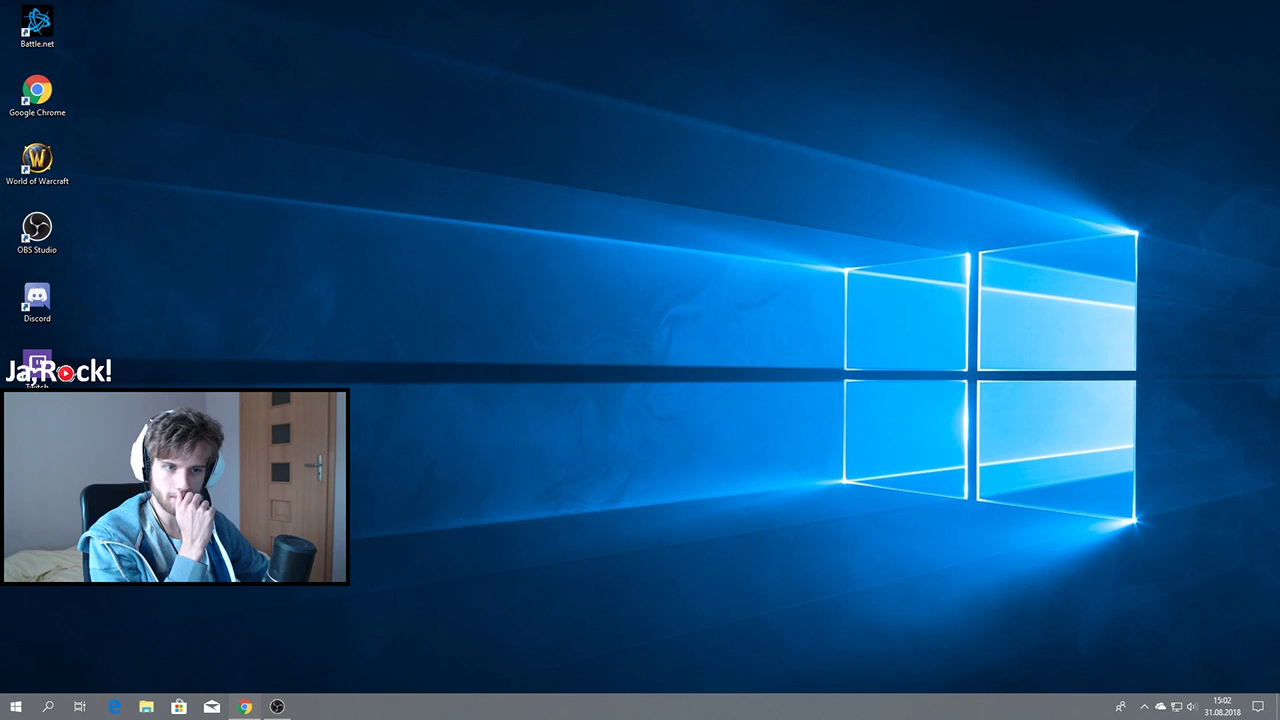 Battle.net
Google Chrome
World of Warcraft
OBS Studio
Discord
Ja,Rock!
Twitch
15:02
31.08.2018